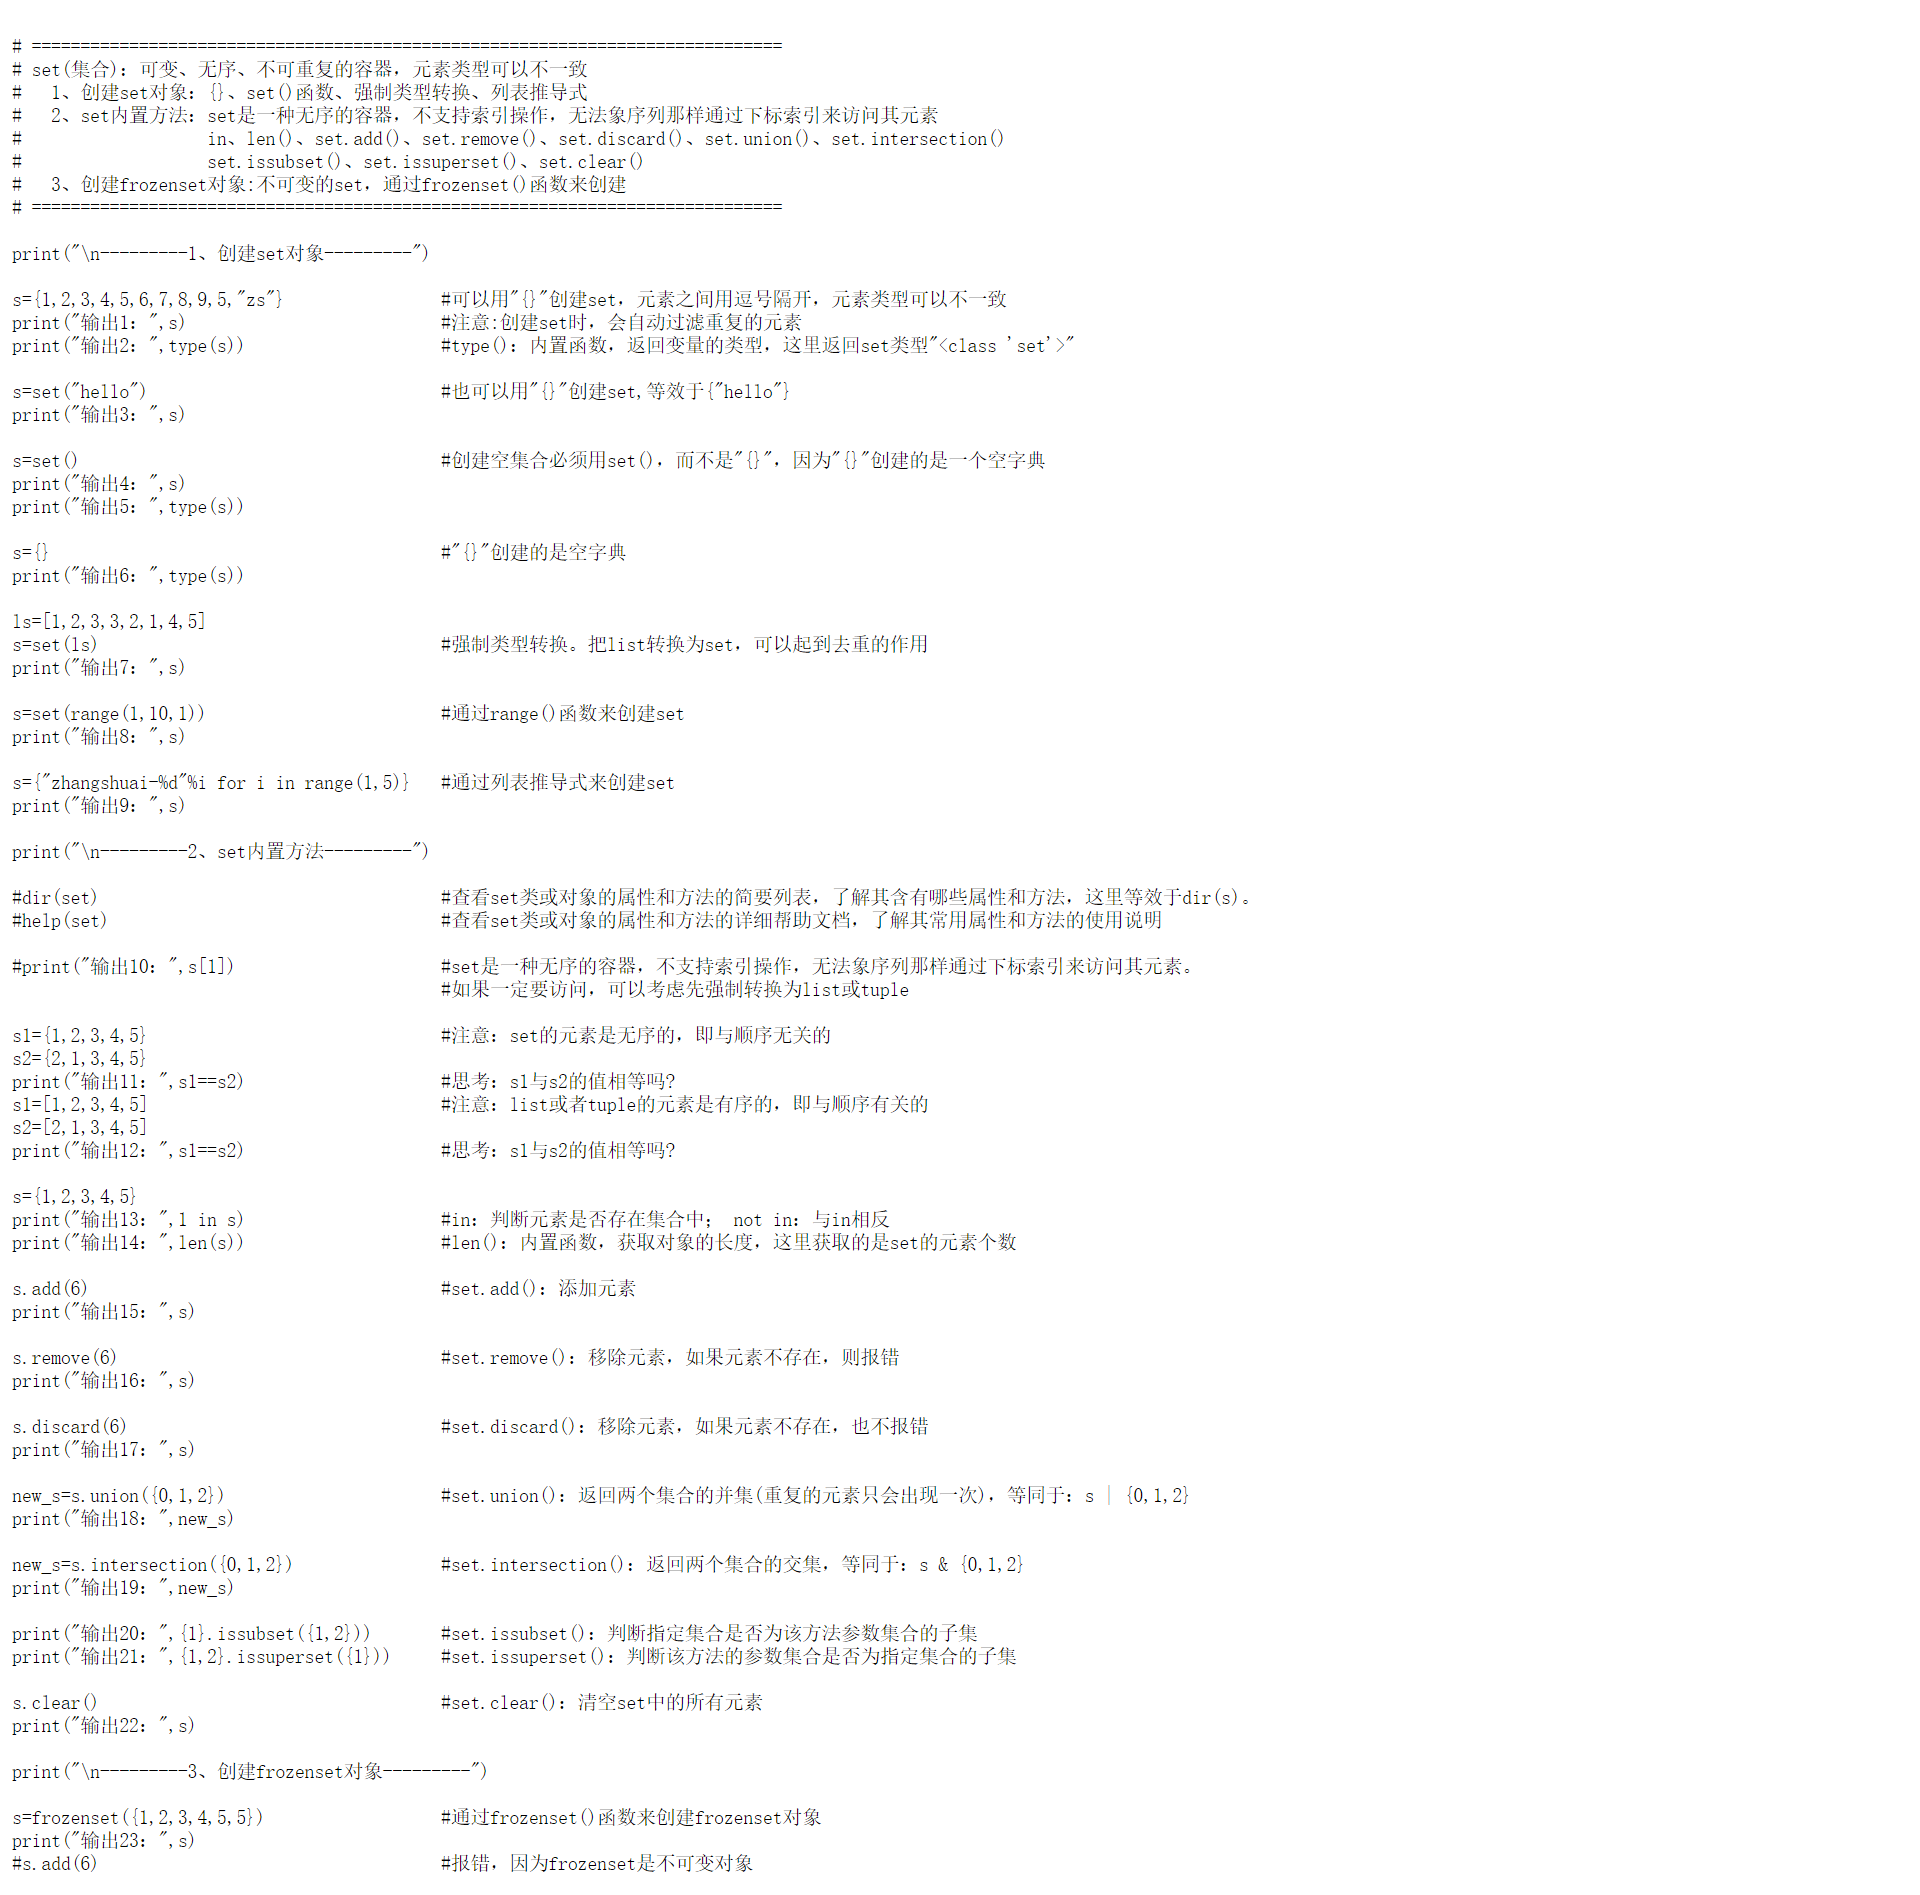 # =============================================================================
# set(集合)：可变、无序、不可重复的容器，元素类型可以不一致
#   1、创建set对象：{}、set()函数、强制类型转换、列表推导式
#   2、set内置方法：set是一种无序的容器，不支持索引操作，无法象序列那样通过下标索引来访问其元素
#                   in、len()、set.add()、set.remove()、set.discard()、set.union()、set.intersection()
#                   set.issubset()、set.issuperset()、set.clear()
#   3、创建frozenset对象:不可变的set，通过frozenset()函数来创建
# =============================================================================
print("\n---------1、创建set对象---------")
s={1,2,3,4,5,6,7,8,9,5,"zs"}                #可以用"{}"创建set，元素之间用逗号隔开，元素类型可以不一致
print("输出1：",s)                          #注意:创建set时，会自动过滤重复的元素
print("输出2：",type(s))                    #type()：内置函数，返回变量的类型，这里返回set类型"<class 'set'>"
s=set("hello")                              #也可以用"{}"创建set,等效于{"hello"}
print("输出3：",s)
s=set()                                     #创建空集合必须用set()，而不是"{}"，因为"{}"创建的是一个空字典
print("输出4：",s)
print("输出5：",type(s))
s={}                                        #"{}"创建的是空字典
print("输出6：",type(s))
ls=[1,2,3,3,2,1,4,5]
s=set(ls)                                   #强制类型转换。把list转换为set，可以起到去重的作用
print("输出7：",s)
s=set(range(1,10,1))                        #通过range()函数来创建set
print("输出8：",s)
s={"zhangshuai-%d"%i for i in range(1,5)}   #通过列表推导式来创建set
print("输出9：",s)
print("\n---------2、set内置方法---------")
#dir(set)                                   #查看set类或对象的属性和方法的简要列表，了解其含有哪些属性和方法，这里等效于dir(s)。
#help(set)                                  #查看set类或对象的属性和方法的详细帮助文档，了解其常用属性和方法的使用说明
#print("输出10：",s[1])                     #set是一种无序的容器，不支持索引操作，无法象序列那样通过下标索引来访问其元素。
                                            #如果一定要访问，可以考虑先强制转换为list或tuple
s1={1,2,3,4,5}                              #注意：set的元素是无序的，即与顺序无关的
s2={2,1,3,4,5}
print("输出11：",s1==s2)                    #思考：s1与s2的值相等吗?
s1=[1,2,3,4,5]                              #注意：list或者tuple的元素是有序的，即与顺序有关的
s2=[2,1,3,4,5]
print("输出12：",s1==s2)                    #思考：s1与s2的值相等吗?
s={1,2,3,4,5}
print("输出13：",1 in s)                    #in：判断元素是否存在集合中； not in：与in相反
print("输出14：",len(s))                    #len()：内置函数，获取对象的长度，这里获取的是set的元素个数
s.add(6)                                    #set.add()：添加元素
print("输出15：",s)
s.remove(6)                                 #set.remove()：移除元素，如果元素不存在，则报错
print("输出16：",s)
s.discard(6)                                #set.discard()：移除元素，如果元素不存在，也不报错
print("输出17：",s)
new_s=s.union({0,1,2})                      #set.union()：返回两个集合的并集(重复的元素只会出现一次)，等同于：s | {0,1,2}
print("输出18：",new_s)
new_s=s.intersection({0,1,2})               #set.intersection()：返回两个集合的交集，等同于：s & {0,1,2}
print("输出19：",new_s)
print("输出20：",{1}.issubset({1,2}))       #set.issubset()：判断指定集合是否为该方法参数集合的子集
print("输出21：",{1,2}.issuperset({1}))     #set.issuperset()：判断该方法的参数集合是否为指定集合的子集
s.clear()                                   #set.clear()：清空set中的所有元素
print("输出22：",s)
print("\n---------3、创建frozenset对象---------")
s=frozenset({1,2,3,4,5,5})                  #通过frozenset()函数来创建frozenset对象
print("输出23：",s)
#s.add(6)                                   #报错，因为frozenset是不可变对象